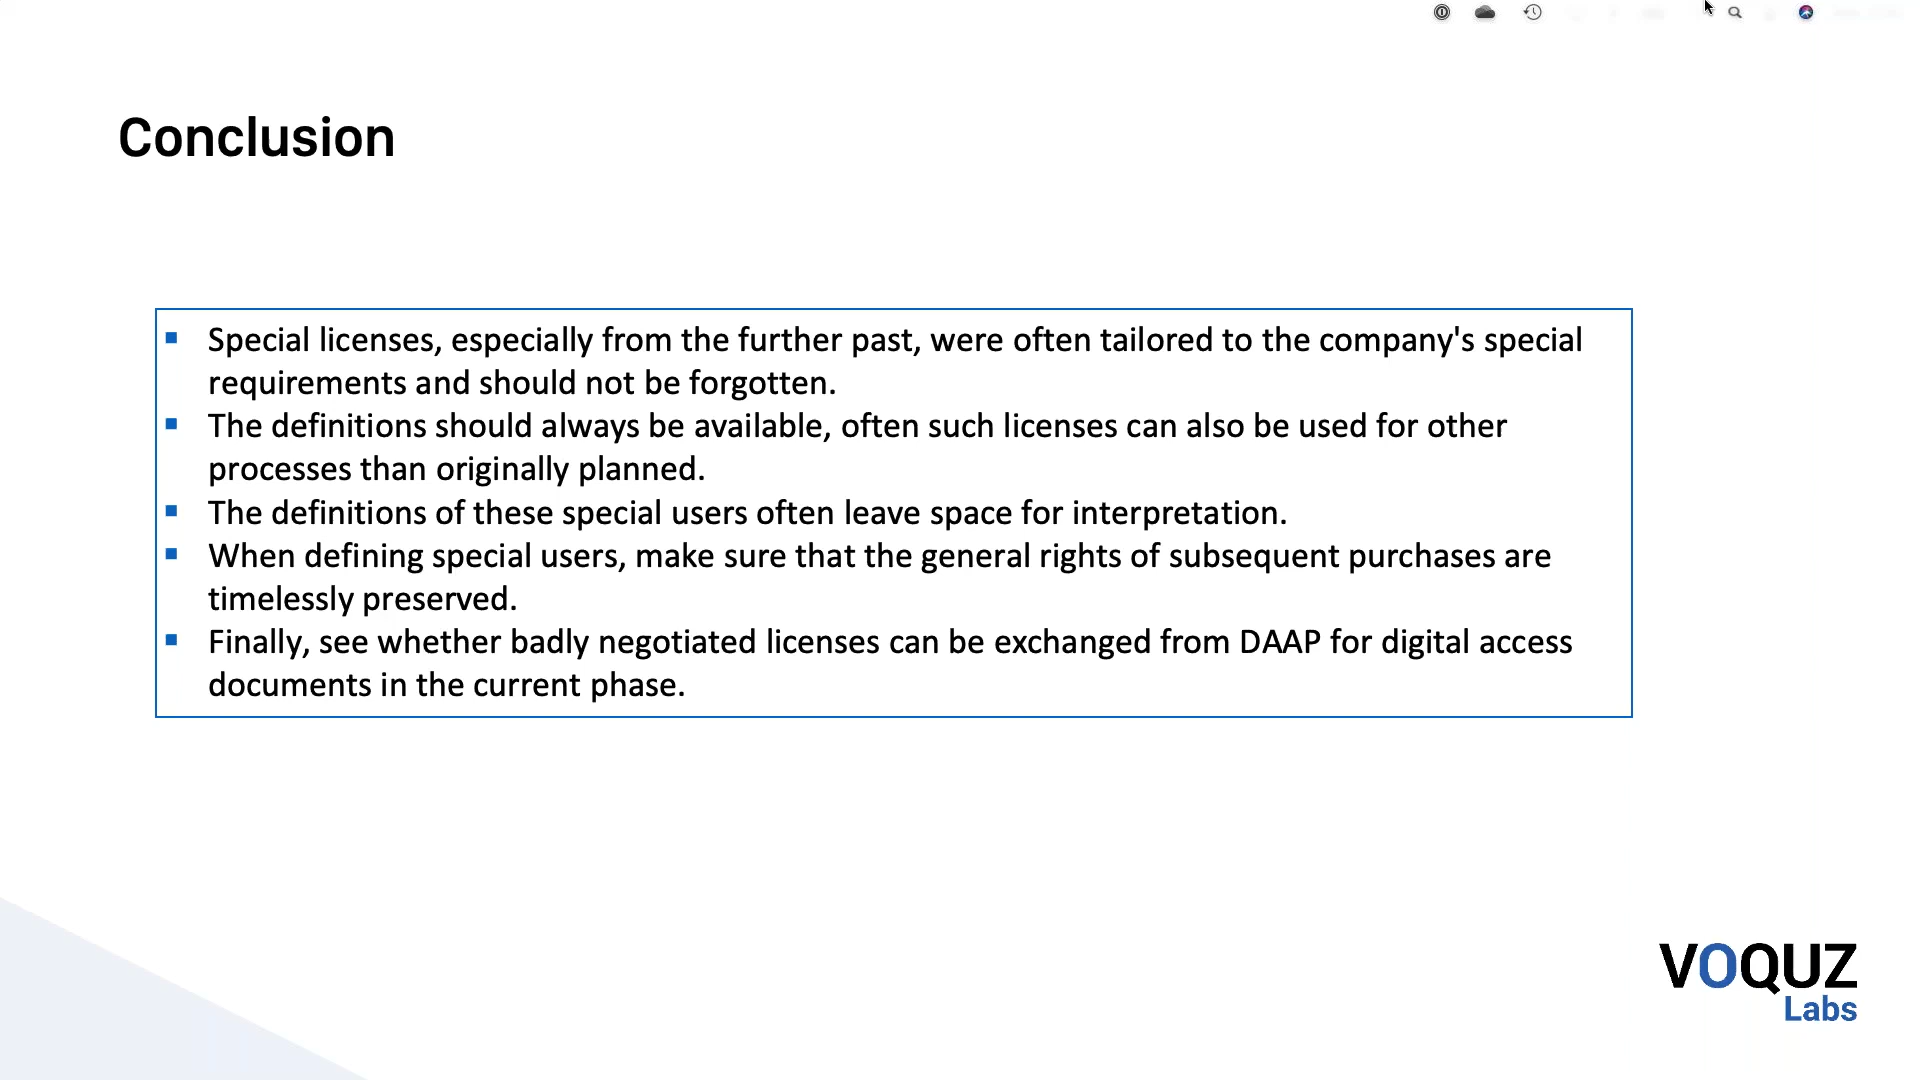 Conclusion
Special licenses, especially from the further past, were often tailored to the company's special
requirements and should not be forgotten.
The definitions should always be available, often such licenses can also be used for other
processes than originally planned.
The definitions of these special users often leave space for interpretation.
When defining special users, make sure that the general rights of subsequent purchases are
timelessly preserved.
Finally, see whether badly negotiated licenses can be exchanged from DAAP for digital access
documents in the current phase.
VOQUZ
Labs